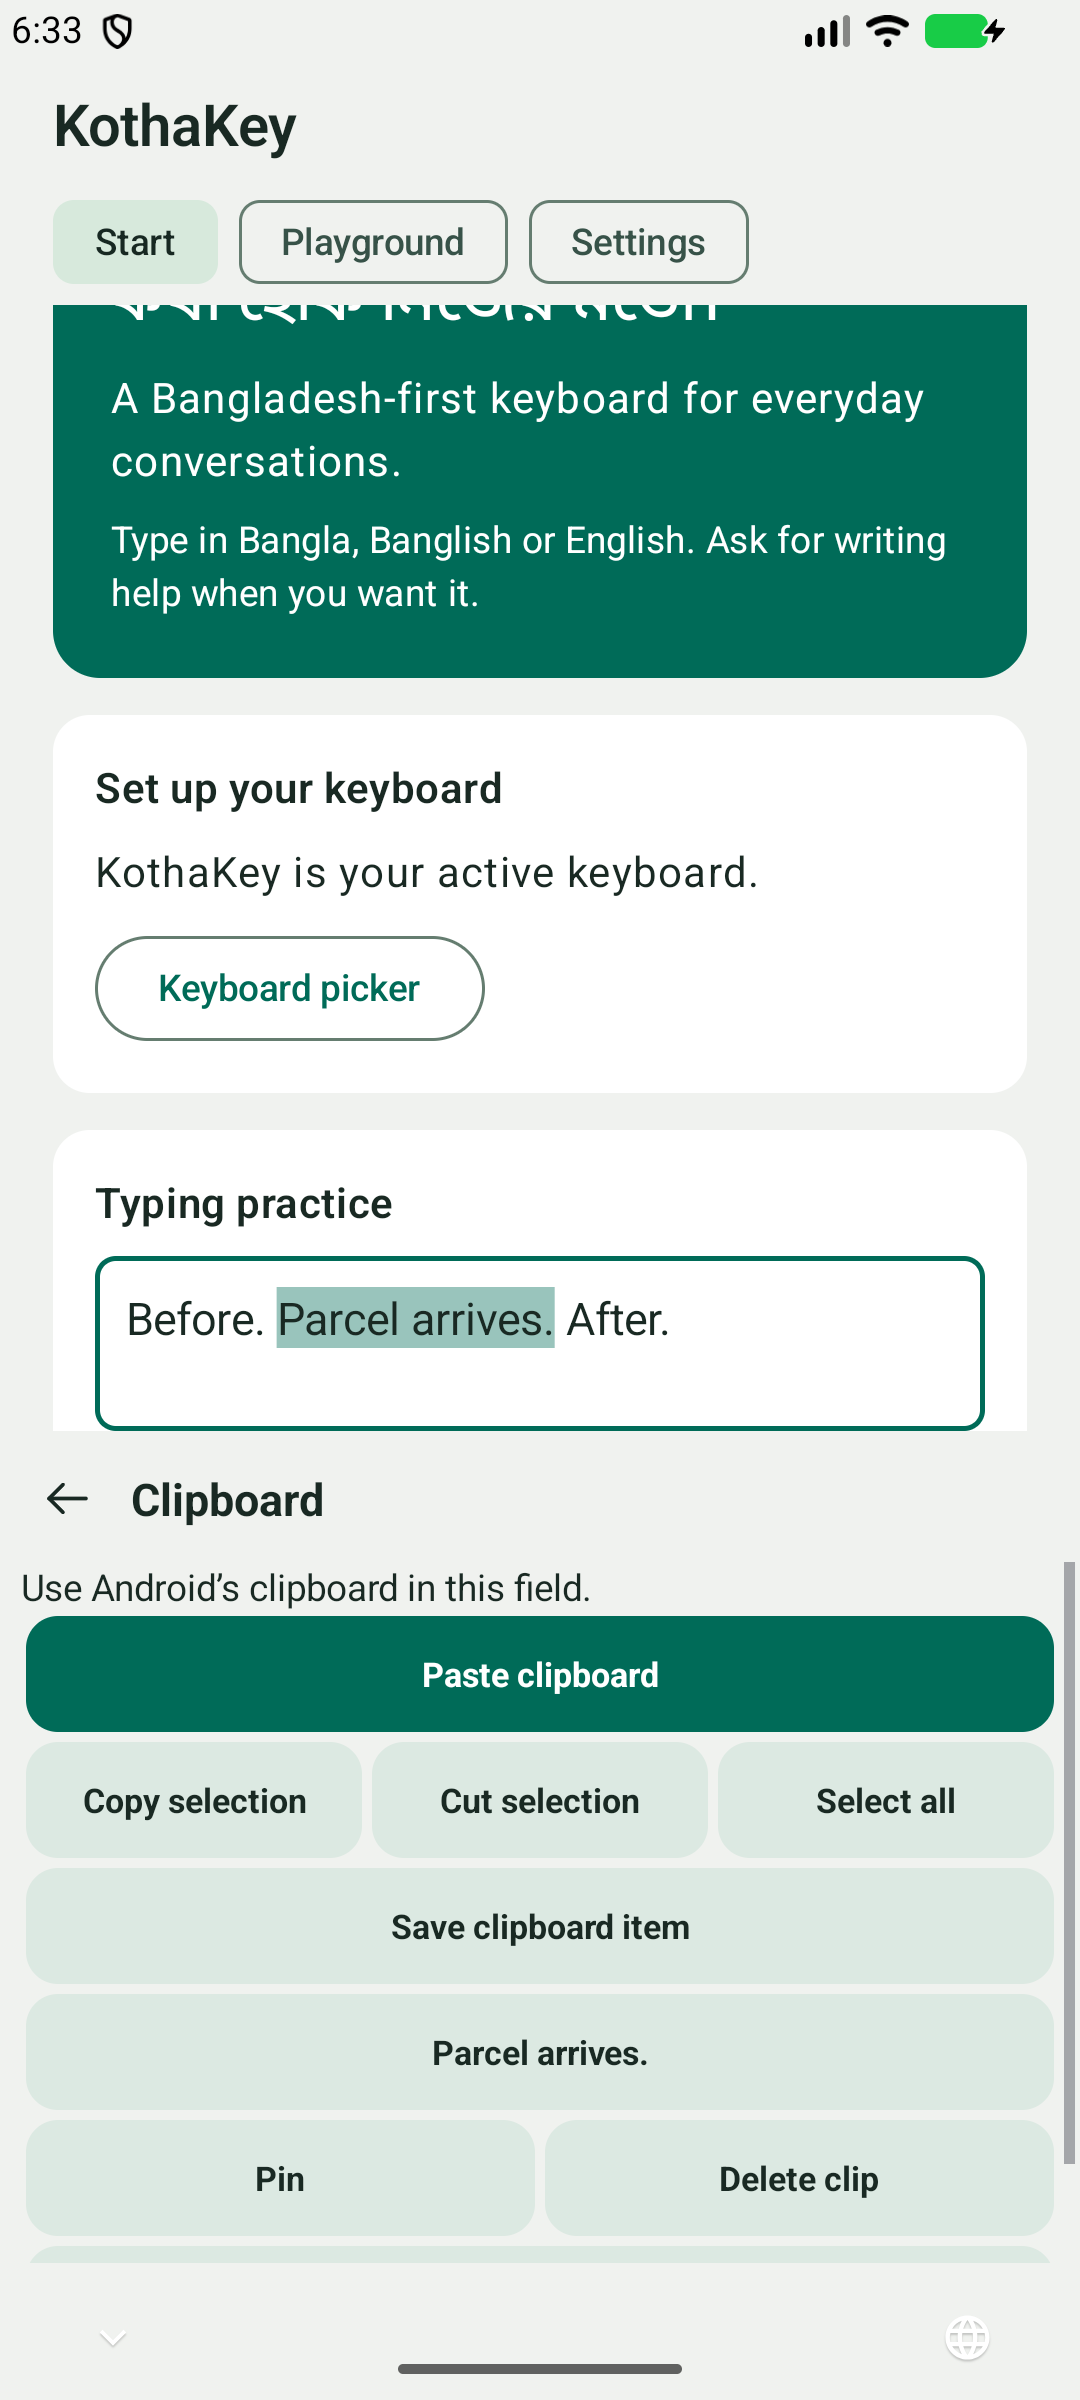 6:33
KothaKey
Start
Playground
Settings
A Bangladesh-first keyboard for everyday
conversations.
Type in Bangla, Banglish or English. Ask for writing
help when you want it.
Set up your keyboard
KothaKey is your active keyboard.
Keyboard picker
Typing practice
Before. Parcel arrives. After.
Clipboard
Use Android’s clipboard in this field.
Paste clipboard
Copy selection
Cut selection
Select all
Save clipboard item
Parcel arrives.
Pin
Delete clip